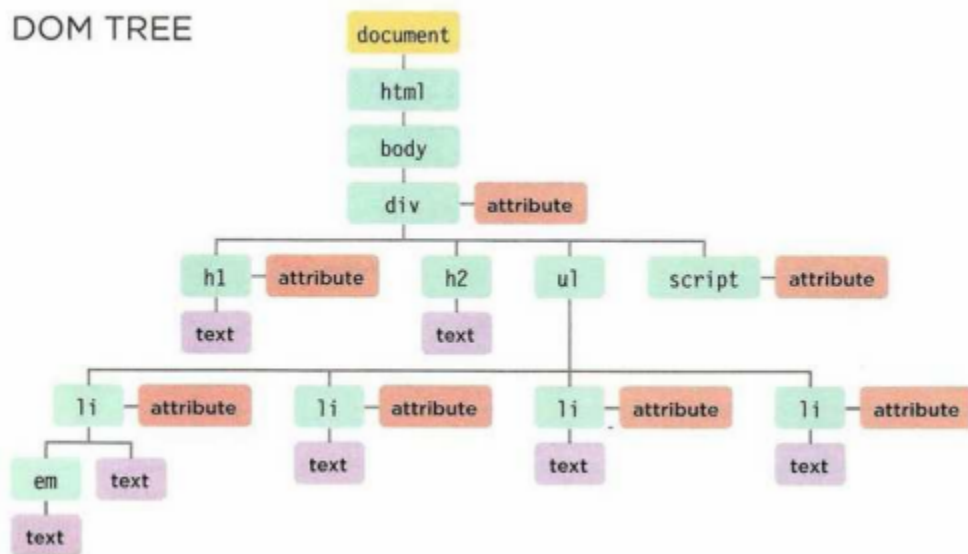 DOM TREE
document
html
body
div attribute
h1 attribute h2 ul script attribute
text text
li attribute li attribute li attribute li attribute
text text text
em text
text